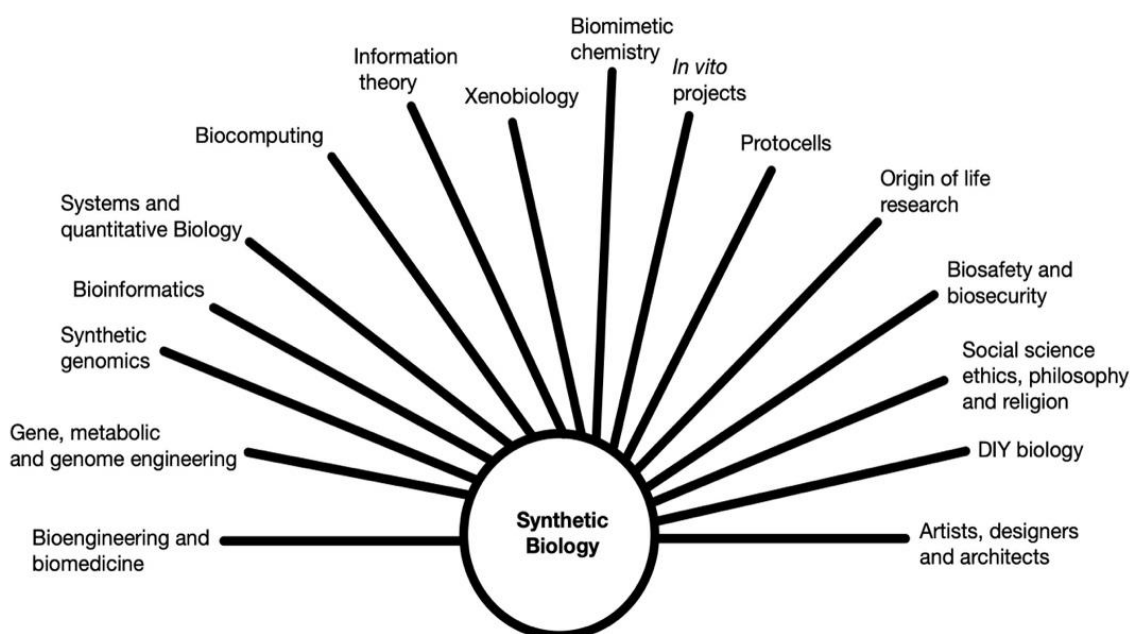 Biomimetic
chemistry
Information
theory
In vito
projects
Xenobiology
Biocomputing
Protocells
Origin of life
research
Systems and
quantitative Biology
Biosafety and
biosecurity
Bioinformatics
Synthetic
genomics
Social science
ethics, philosophy
and religion
Gene, metabolic
and genome engineering
DIY biology
Synthetic
Biology
Bioengineering and
biomedicine
Artists, designers
and architects